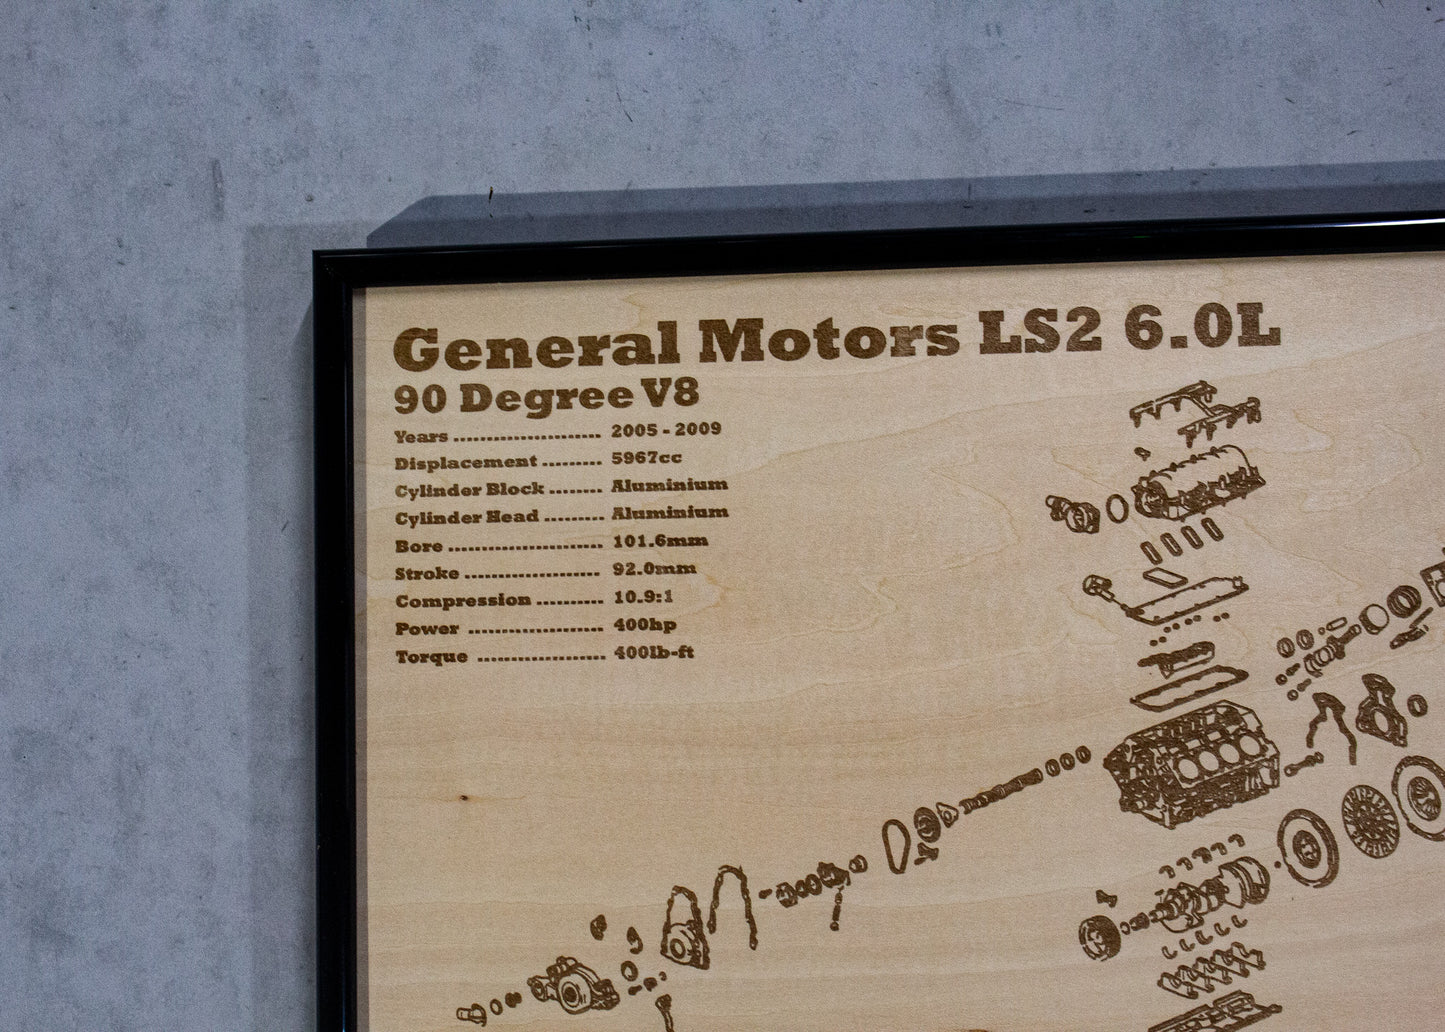 General Motors LS2 6.0L
90 Degree V8
Years ...................... 2005 - 2009
Displacement ......... 5967cc
Cylinder Block ........ Aluminium
Cylinder Head ......... Aluminium
Bore ....................... 101.6mm
Stroke .................... 92.0mm
Compression .......... 10.9:1
Power .................... 400hp
Torque ................... 400lb-ft